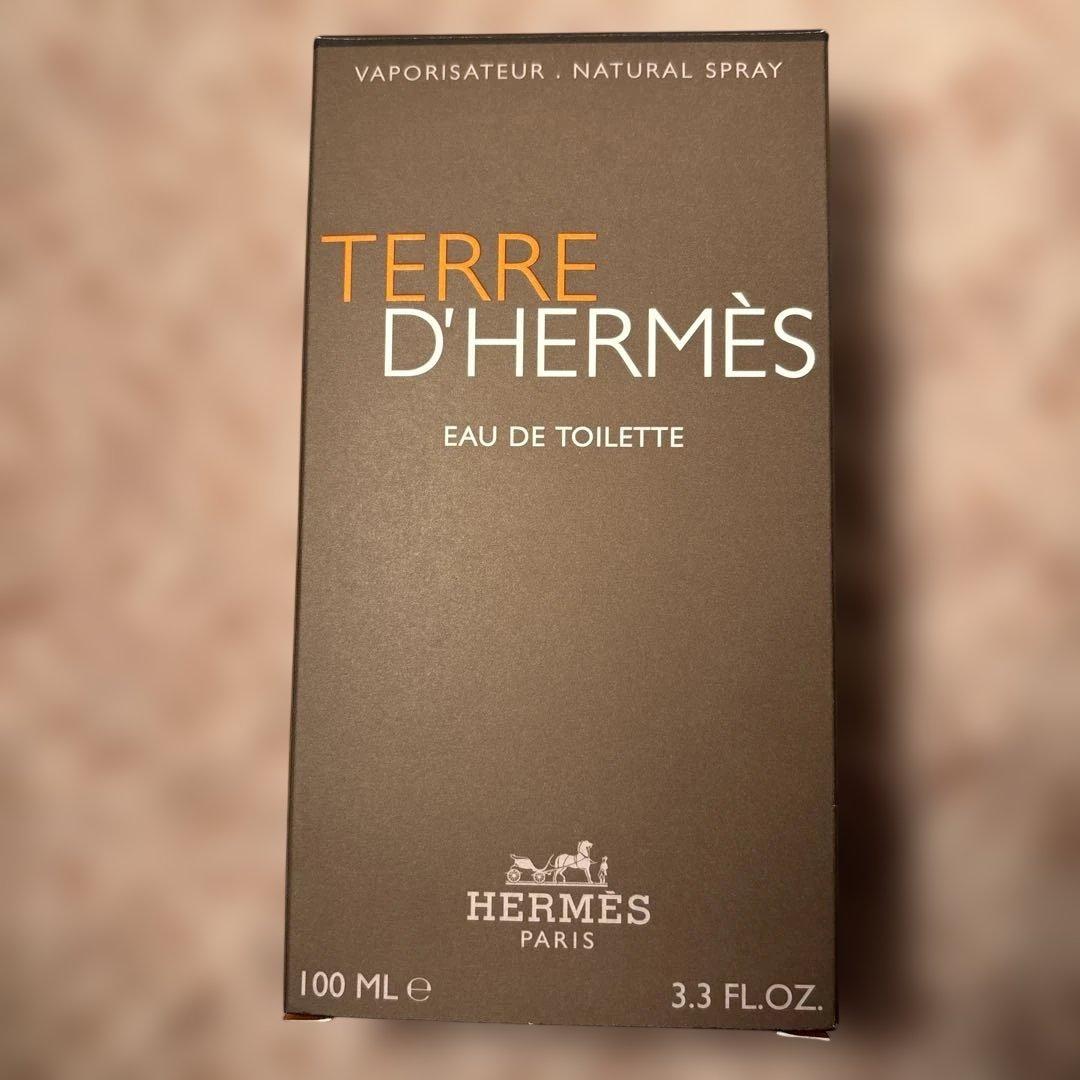 VAPORISATEUR . NATURAL SPRAY
TERRE
D'HERMÈS
EAU DE TOILETTE
HERMÈS
PARIS
100 ML ℮
3.3 FL.OZ.